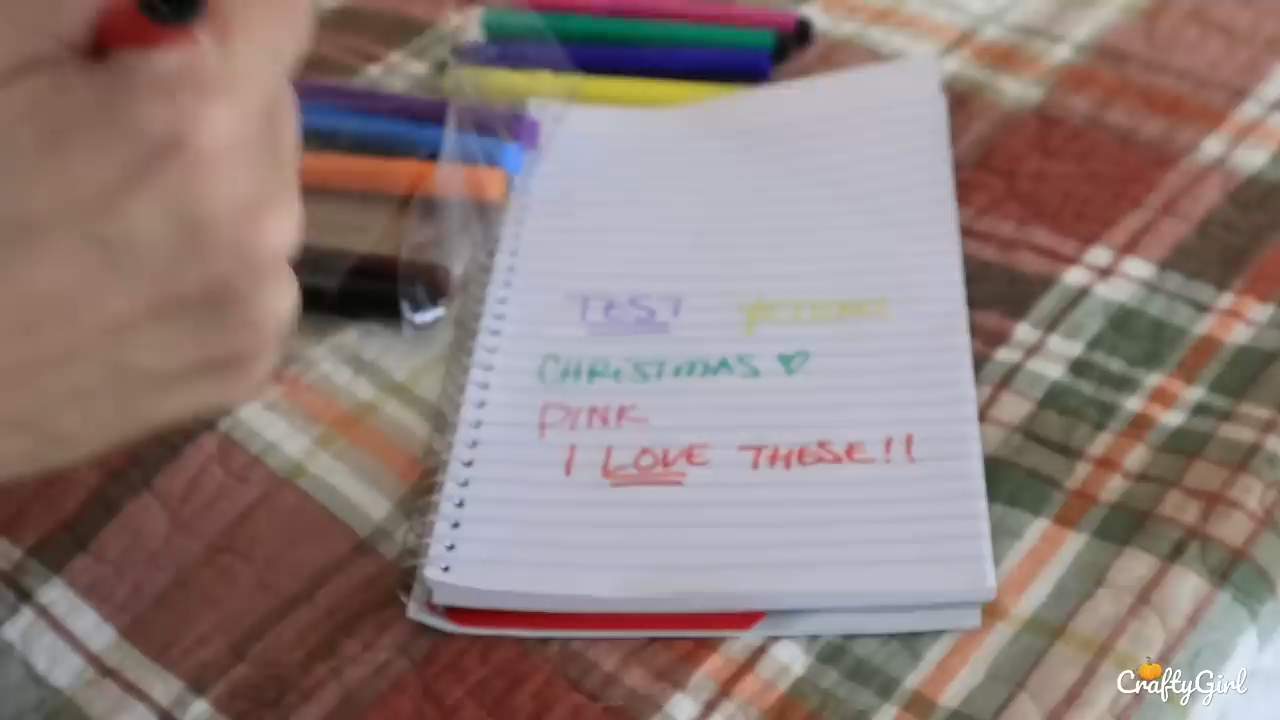 TEST
CHRISTMAS ♡
PINK
I LOVE THESE!!
CraftyGirl